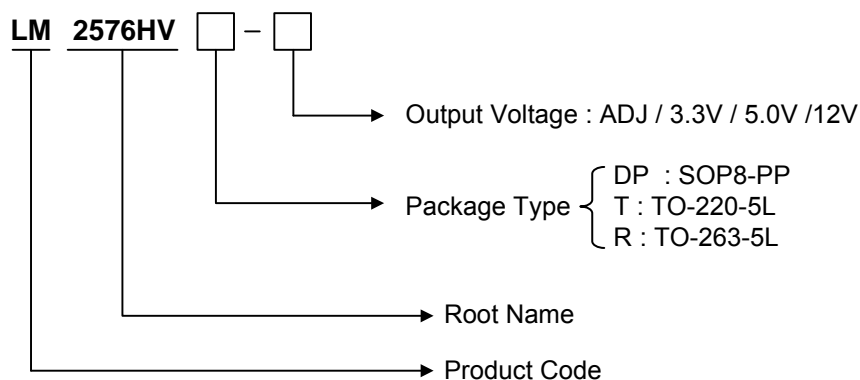 LM 2576HV –
Output Voltage : ADJ / 3.3V / 5.0V /12V
Package Type
DP : SOP8-PP
T : TO-220-5L
R : TO-263-5L
Root Name
Product Code